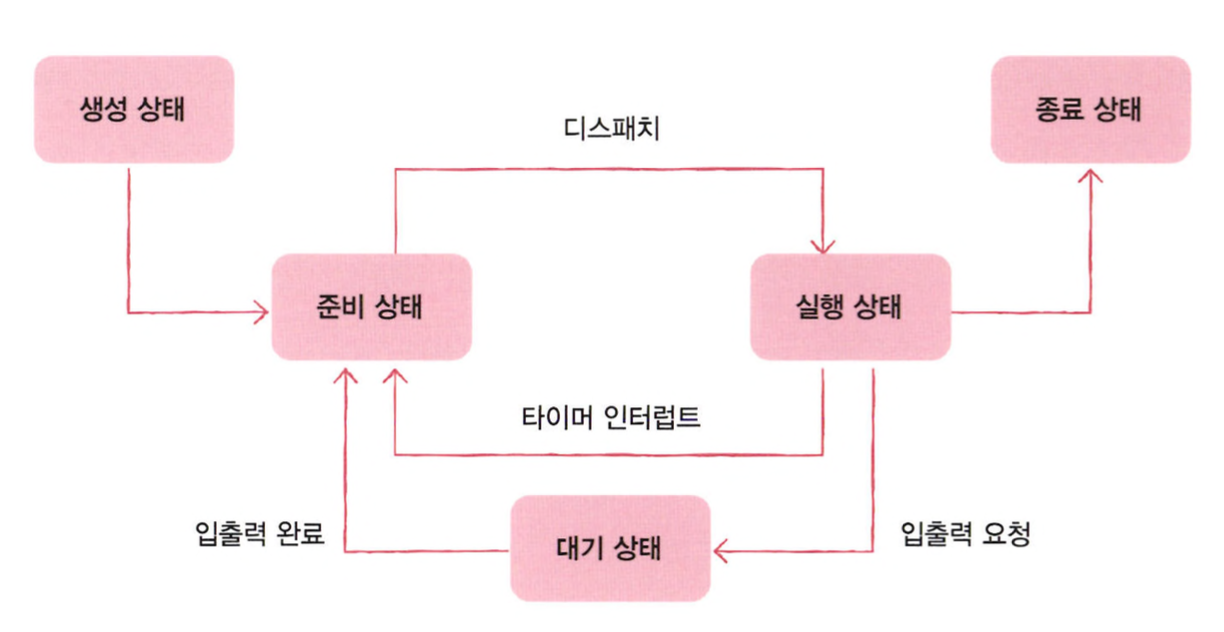 생성 상태
종료 상태
디스패치
준비 상태
실행 상태
타이머 인터럽트
입출력 완료
대기 상태
입출력 요청